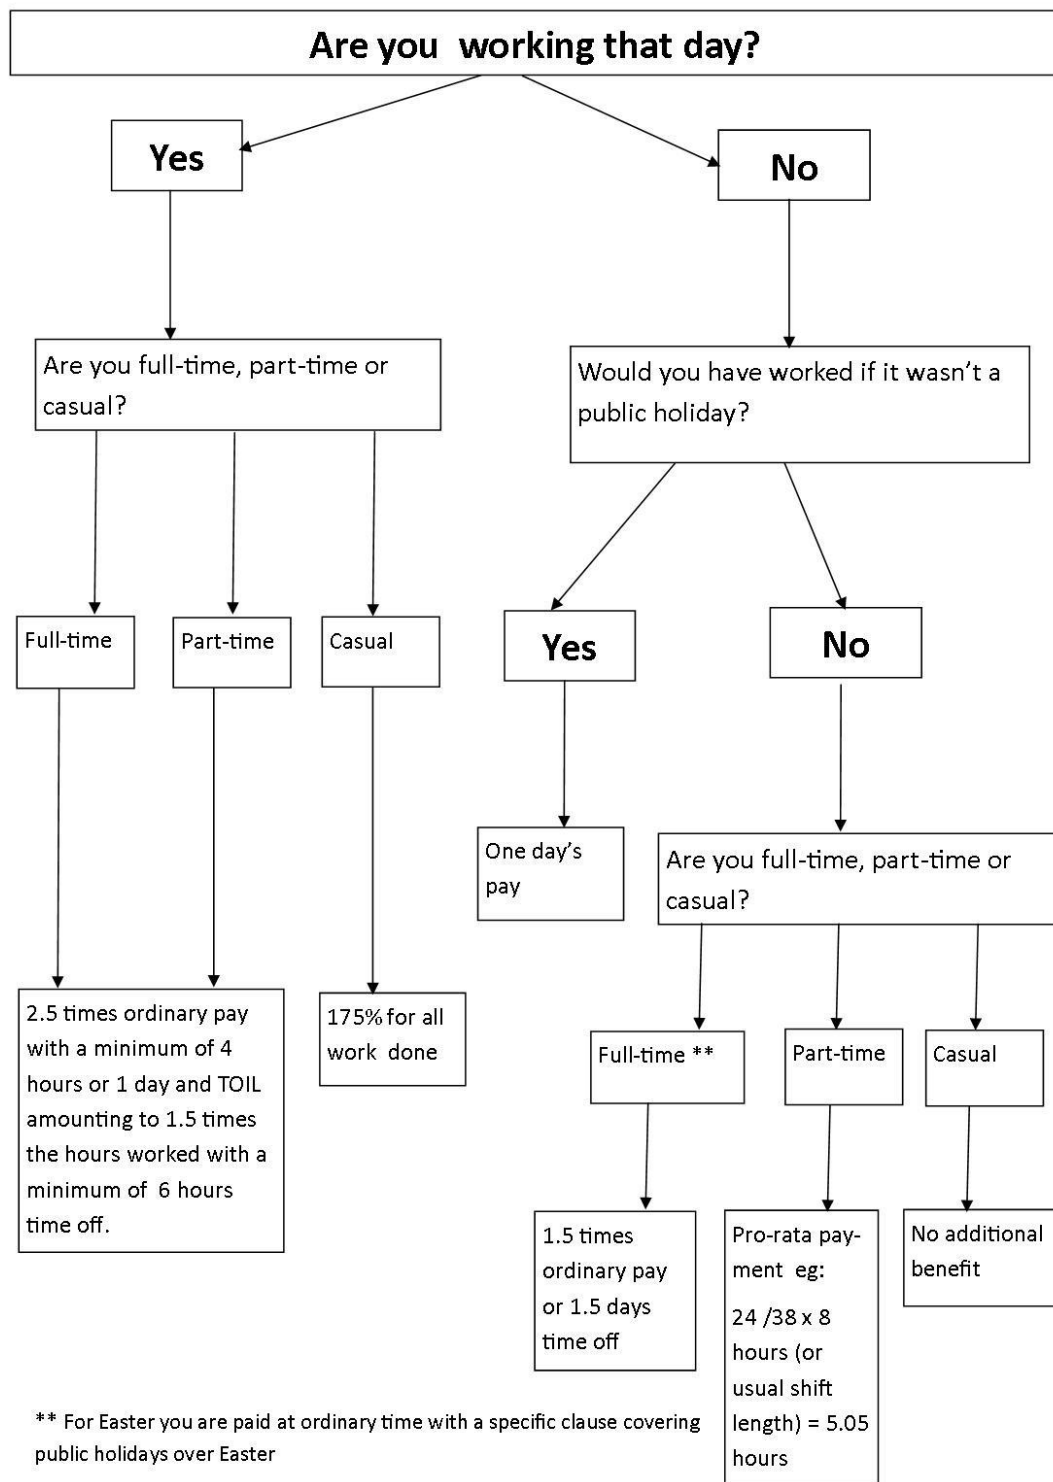 Are you  working that day?
Yes
No
Are you full-time, part-time or
casual?
Would you have worked if it wasn't a
public holiday?
Full-time
Part-time
Casual
Yes
No
One day's
pay
Are you full-time, part-time or
casual?
2.5 times ordinary pay
with a minimum of 4
hours or 1 day and TOIL
amounting to 1.5 times
the hours worked with a
minimum of  6 hours
time off.
175% for all
work  done
Full-time **
Part-time
Casual
1.5 times
ordinary pay
or 1.5 days
time off
Pro-rata pay-
ment  eg:
24 /38 x 8
hours (or
usual shift
length) = 5.05
hours
No additional
benefit
** For Easter you are paid at ordinary time with a specific clause covering
public holidays over Easter